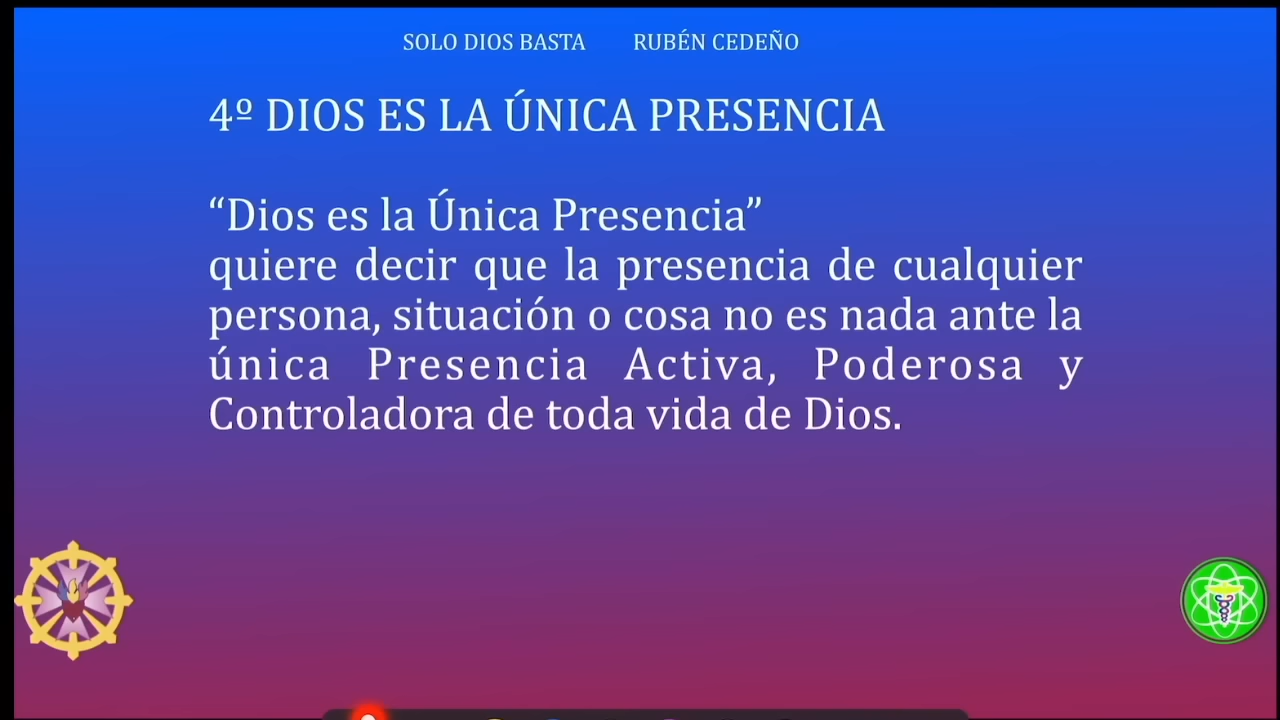 SOLO DIOS BASTA RUBÉN CEDEÑO
4º DIOS ES LA ÚNICA PRESENCIA
“Dios es la Única Presencia”
quiere decir que la presencia de cualquier
persona, situación o cosa no es nada ante la
única Presencia Activa, Poderosa y
Controladora de toda vida de Dios.